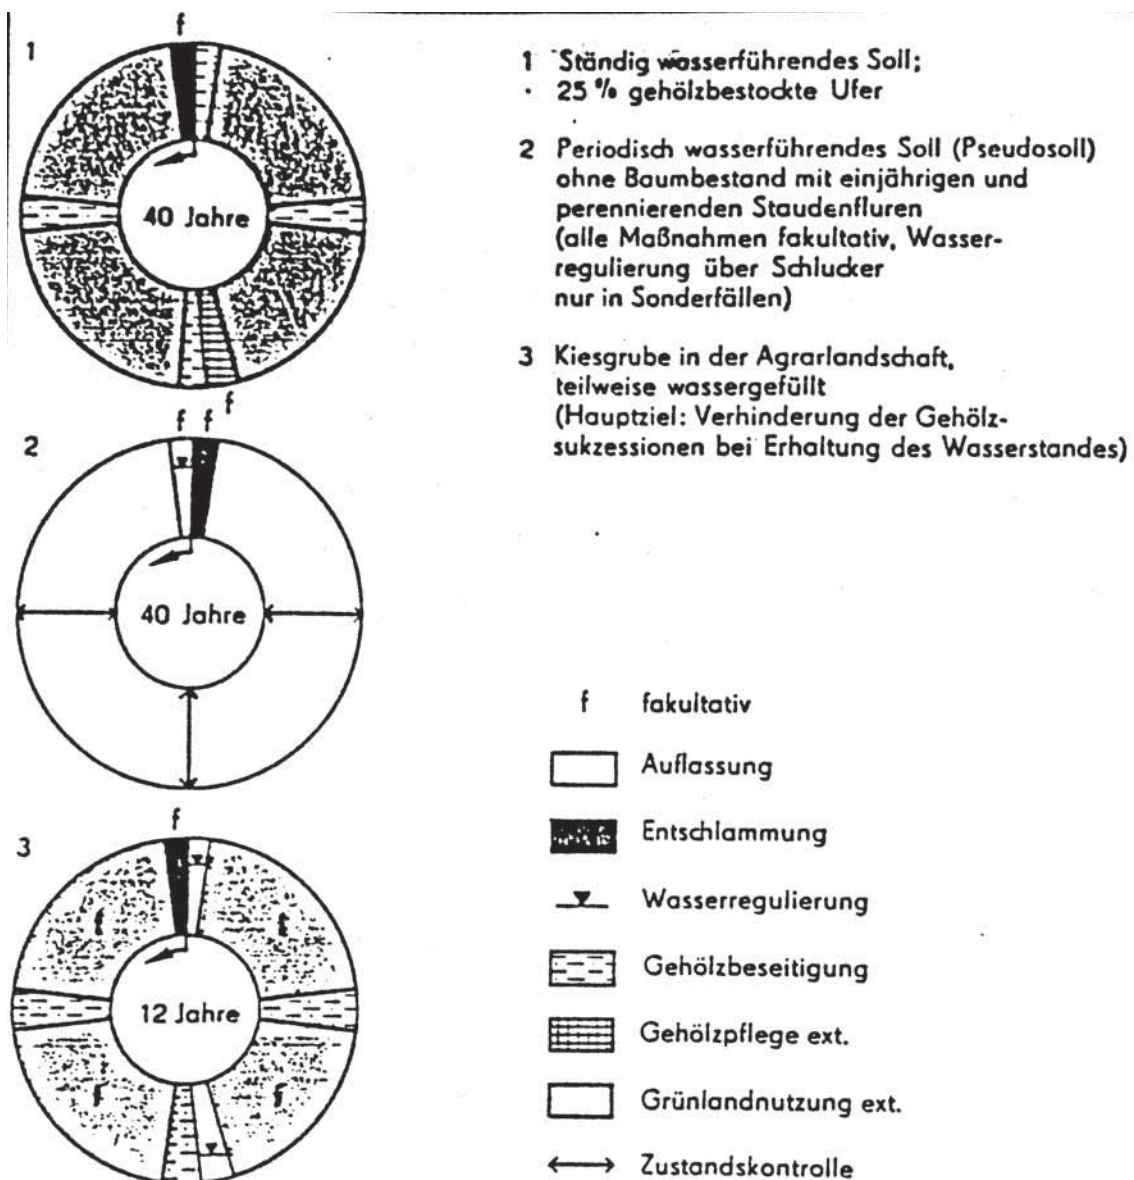 f
1
40 Jahre
f
f f
2
40 Jahre
f
3
f f
12 Jahre
f f
1 Ständig wasserführendes Soll;
25 % gehölzbestockte Ufer
2 Periodisch wasserführendes Soll (Pseudosoll)
ohne Baumbestand mit einjährigen und
perennierenden Staudenfluren
(alle Maßnahmen fakultativ, Wasser-
regulierung über Schlucker
nur in Sonderfällen)
3 Kiesgrube in der Agrarlandschaft,
teilweise wassergefüllt
(Hauptziel: Verhinderung der Gehölz-
sukzessionen bei Erhaltung des Wasserstandes)
f fakultativ
Auflassung
Entschlammung
Wasserregulierung
Gehölzbeseitigung
Gehölzpflege ext.
Grünlandnutzung ext.
Zustandskontrolle